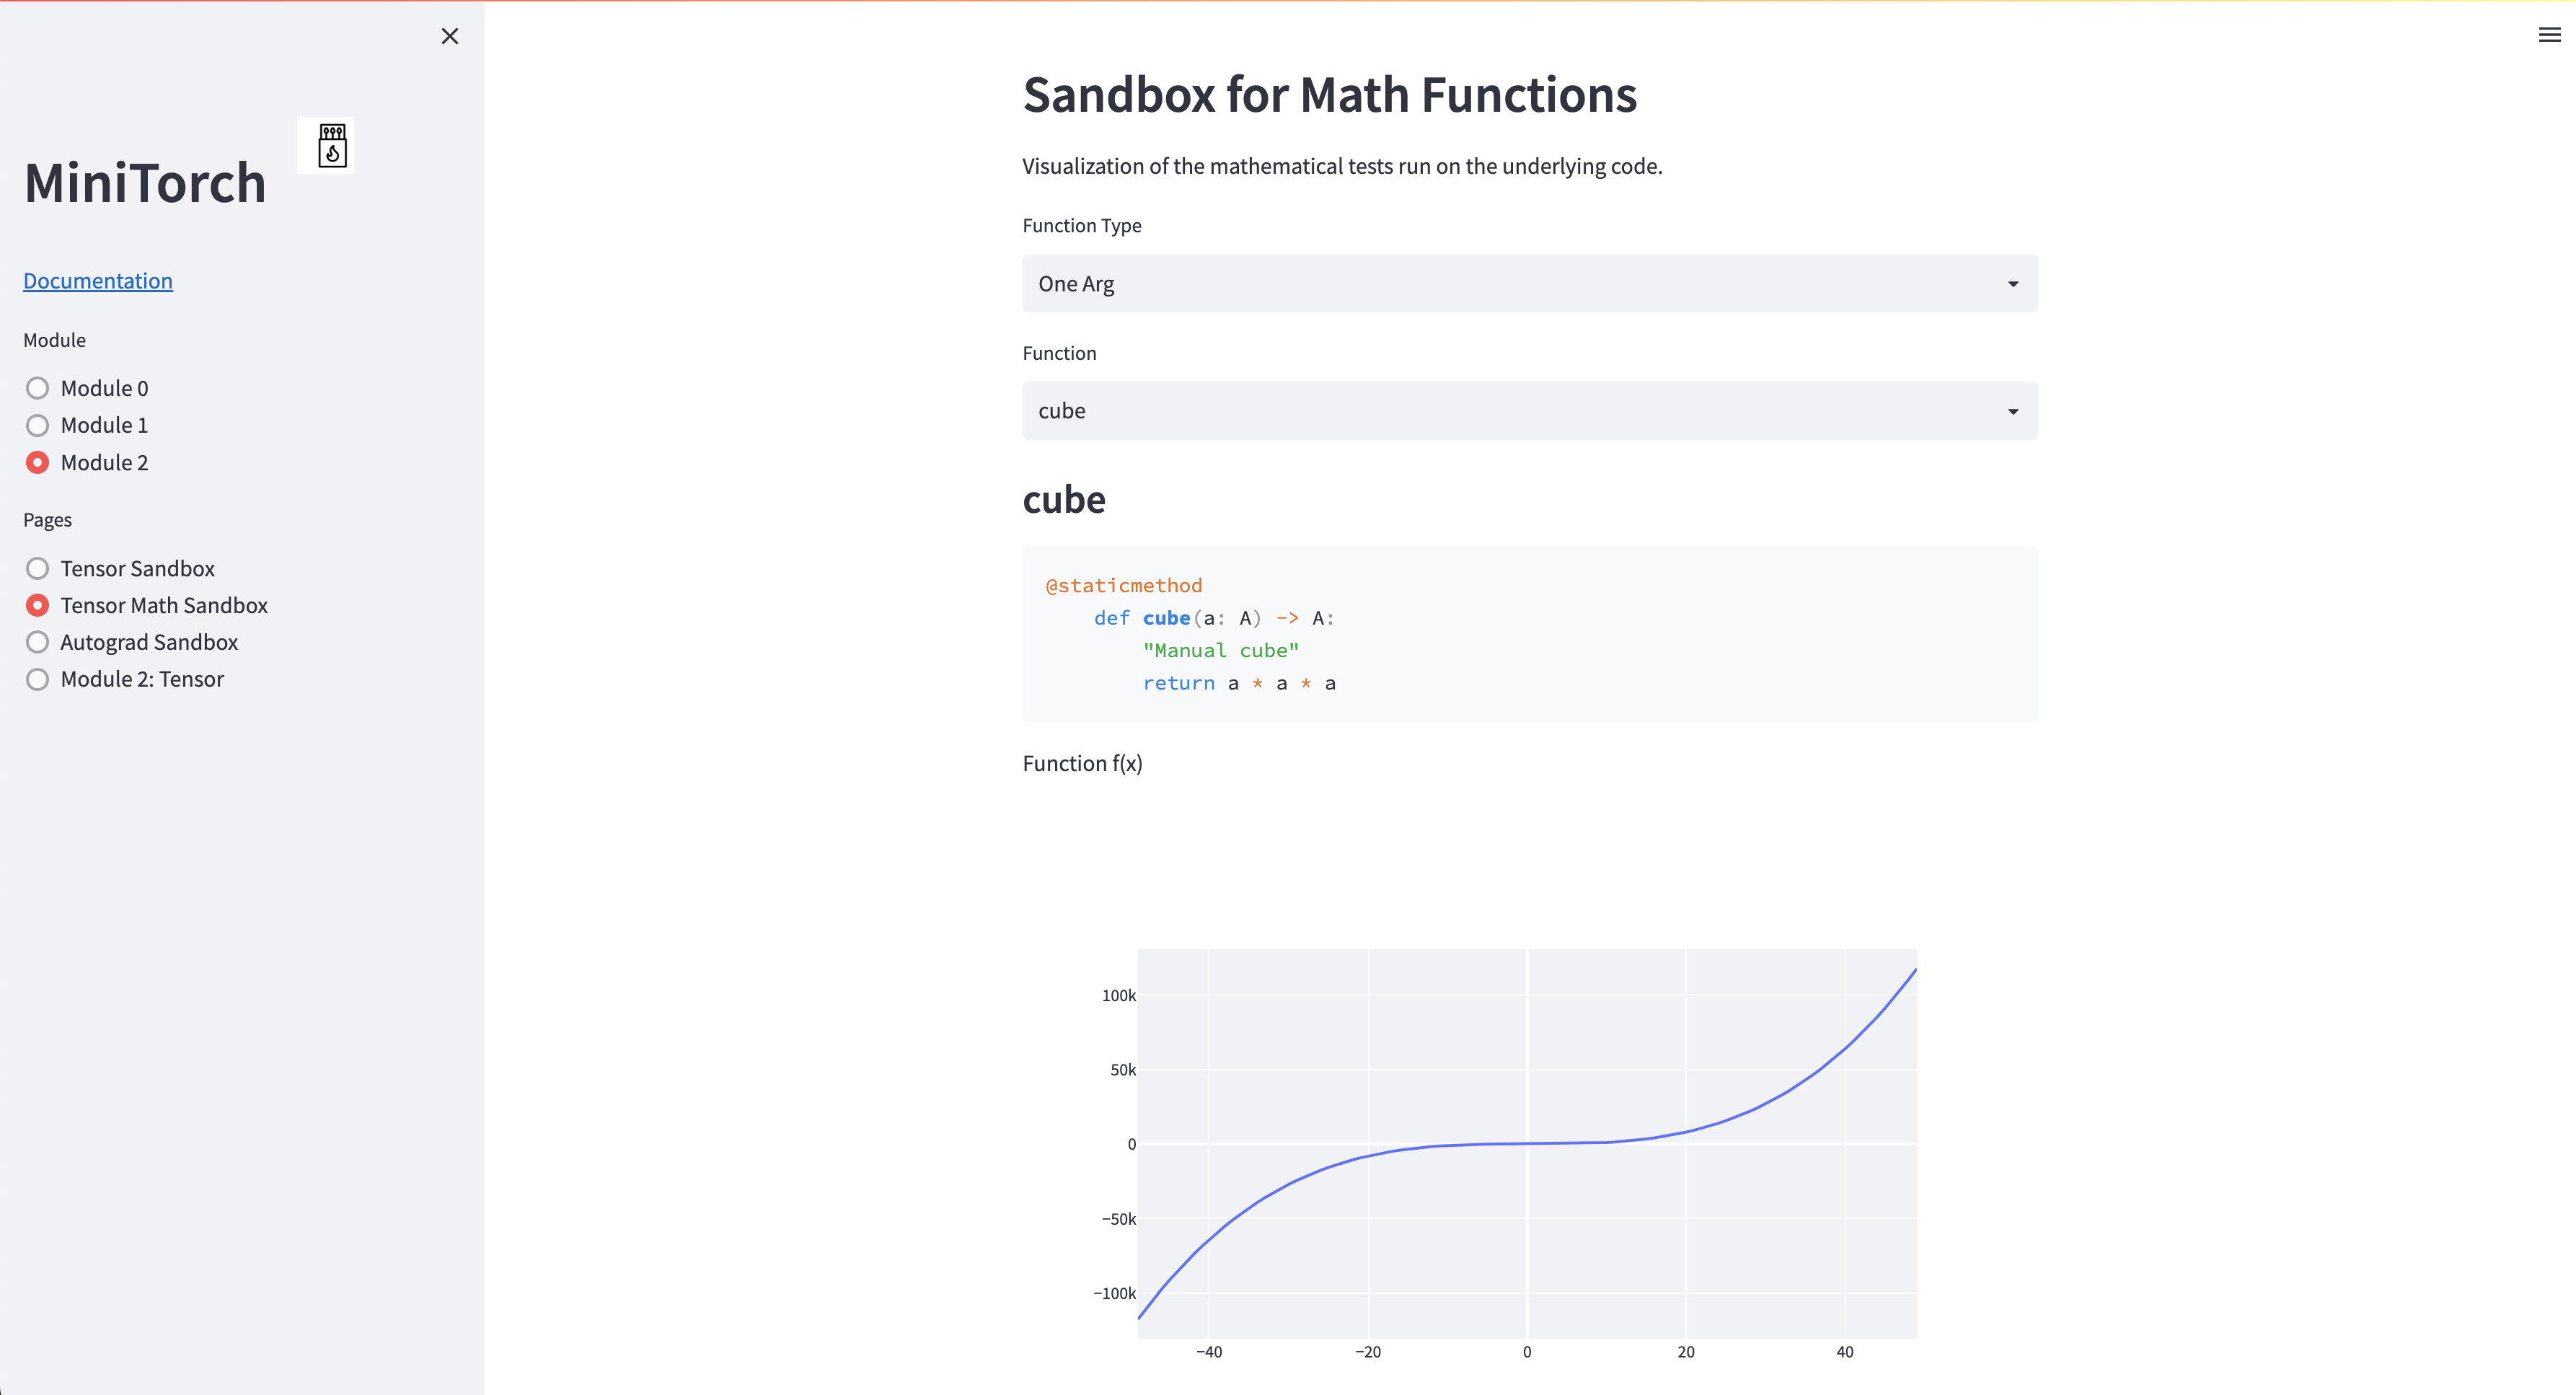 MiniTorch
Documentation
Module
Module 0
Module 1
Module 2
Pages
Tensor Sandbox
Tensor Math Sandbox
Autograd Sandbox
Module 2: Tensor
Sandbox for Math Functions
Visualization of the mathematical tests run on the underlying code.
Function Type
One Arg
Function
cube
cube
@staticmethod
    def cube(a: A) -> A:
        "Manual cube"
        return a * a * a
Function f(x)
100k
50k
0
−50k
−100k
−40 −20 0 20 40